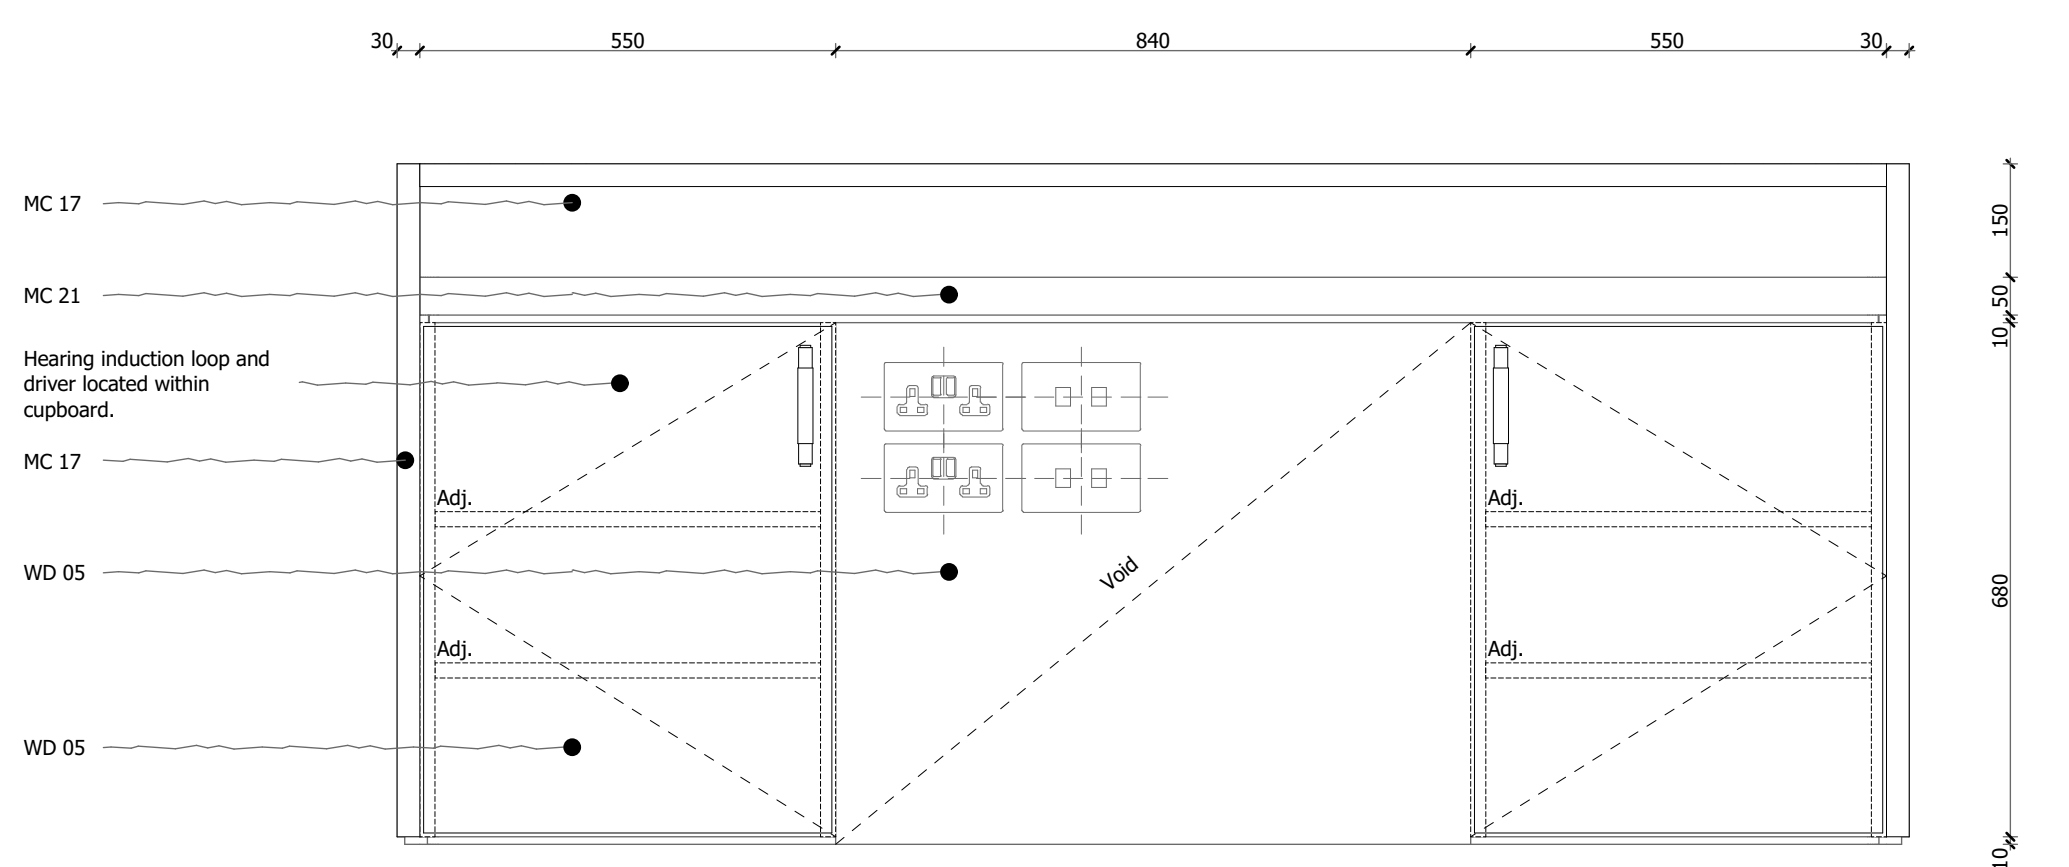 30 550 840 550 30
MC 17
150
MC 21
50
10
Hearing induction loop and
driver located within
cupboard.
MC 17
Adj. Adj.
WD 05
Void
680
Adj. Adj.
WD 05
10